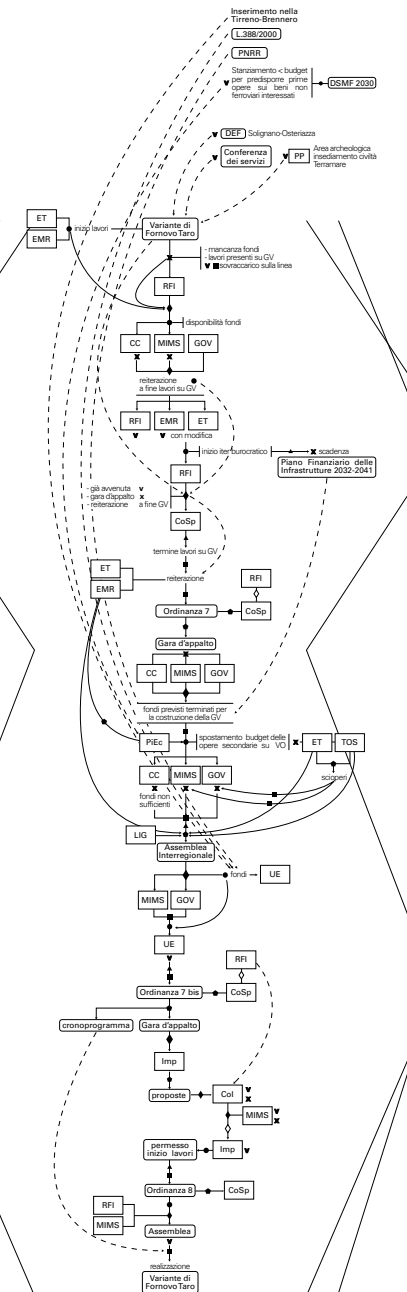 Inserimento nella
Tirreno-Brennero
L.388/2000
PNRR
Stanziamento < budget
per predisporre prime
opere sui beni non
ferroviari interessati
DSMF 2030
DEF Solignano-Osteriazza
Conferenza
dei servizi
PP
Area archeologica
insediamento civiltà
Terramare
ET
EMR
inizio lavori
Variante di
Fornovo Taro
- mancanza fondi
- lavori presenti su GV
sovraccarico sulla linea
RFI
disponibilità fondi
CC MIMS GOV
reiterazione
a fine lavori su GV
RFI EMR ET
con modifica
inizio iter burocratico
scadenza
Piano Finanziario delle
Infrastrutture 2032-2041
RFI
- già avvenuta
- gara d'appalto
- reiterazione a fine GV
CoSp
termine lavori su GV
ET
EMR
reiterazione
RFI
Ordinanza 7
CoSp
Gara d'appalto
CC MIMS GOV
fondi previsti terminati per
la costruzione della GV
PiEc
spostamento budget delle
opere secondarie su VO
ET TOS
CC MIMS GOV
scioperi
fondi non
sufficienti
LIG
Assemblea
Interregionale
fondi
UE
MIMS GOV
UE
RFI
Ordinanza 7 bis
CoSp
cronoprogramma
Gara d'appalto
Imp
proposte
Col
MIMS
permesso
inizio lavori
Imp
Ordinanza 8
CoSp
RFI
MIMS
Assemblea
realizzazione
Variante di
Fornovo Taro